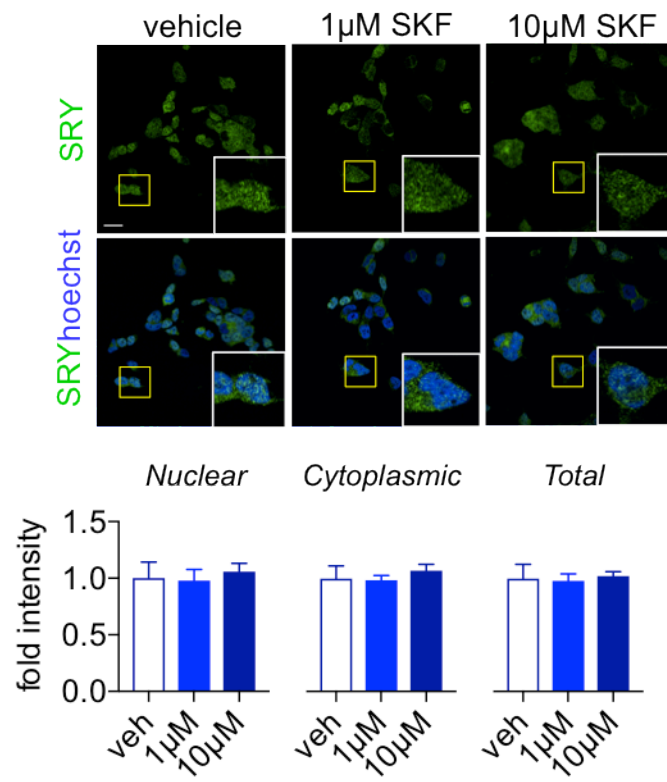 vehicle 1µM SKF 10µM SKF
SRY
SRYhoechst
Nuclear Cytoplasmic Total
fold intensity
1.5
1.0
0.5
0.0
veh 1µM 10µM veh 1µM 10µM veh 1µM 10µM